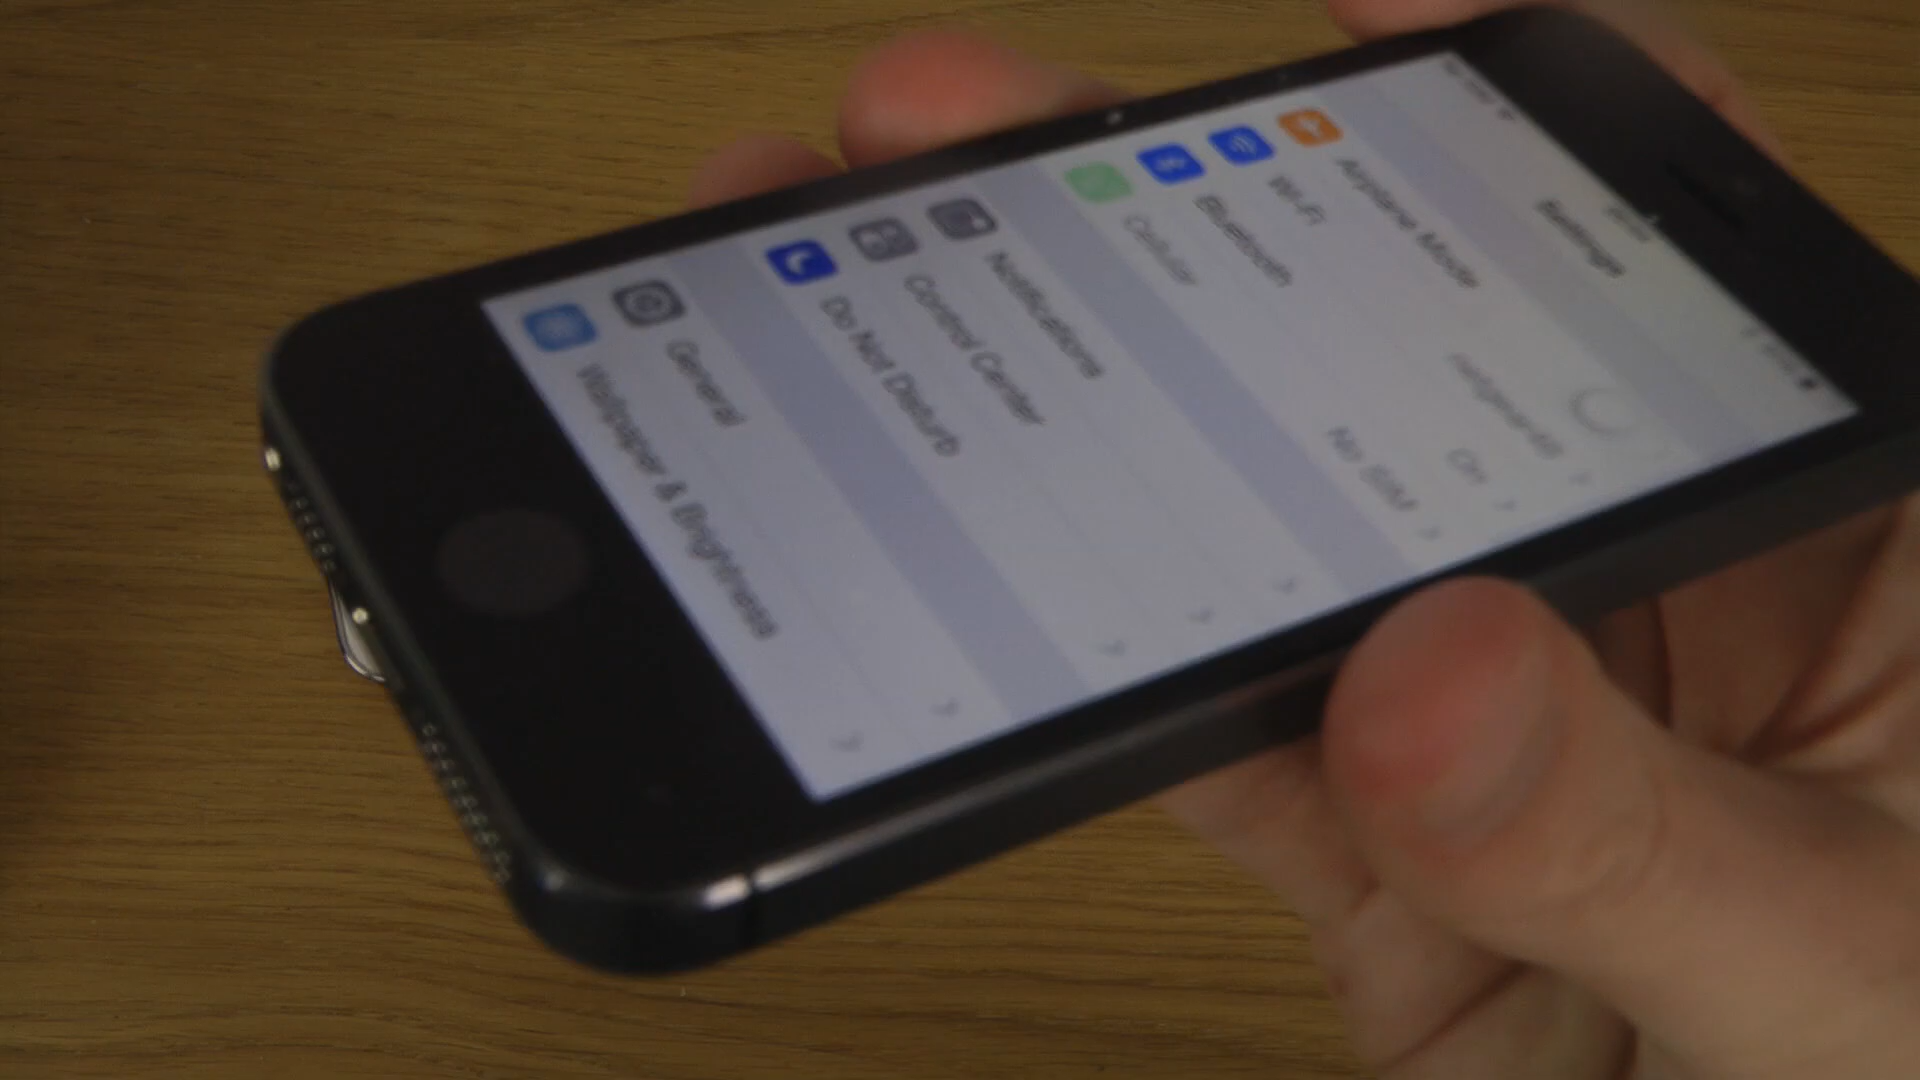 Settings
Airplane Mode
Wi-Fi
Bluetooth On
Cellular No SIM
Notifications
Control Center
Do Not Disturb
General
Wallpaper & Brightness